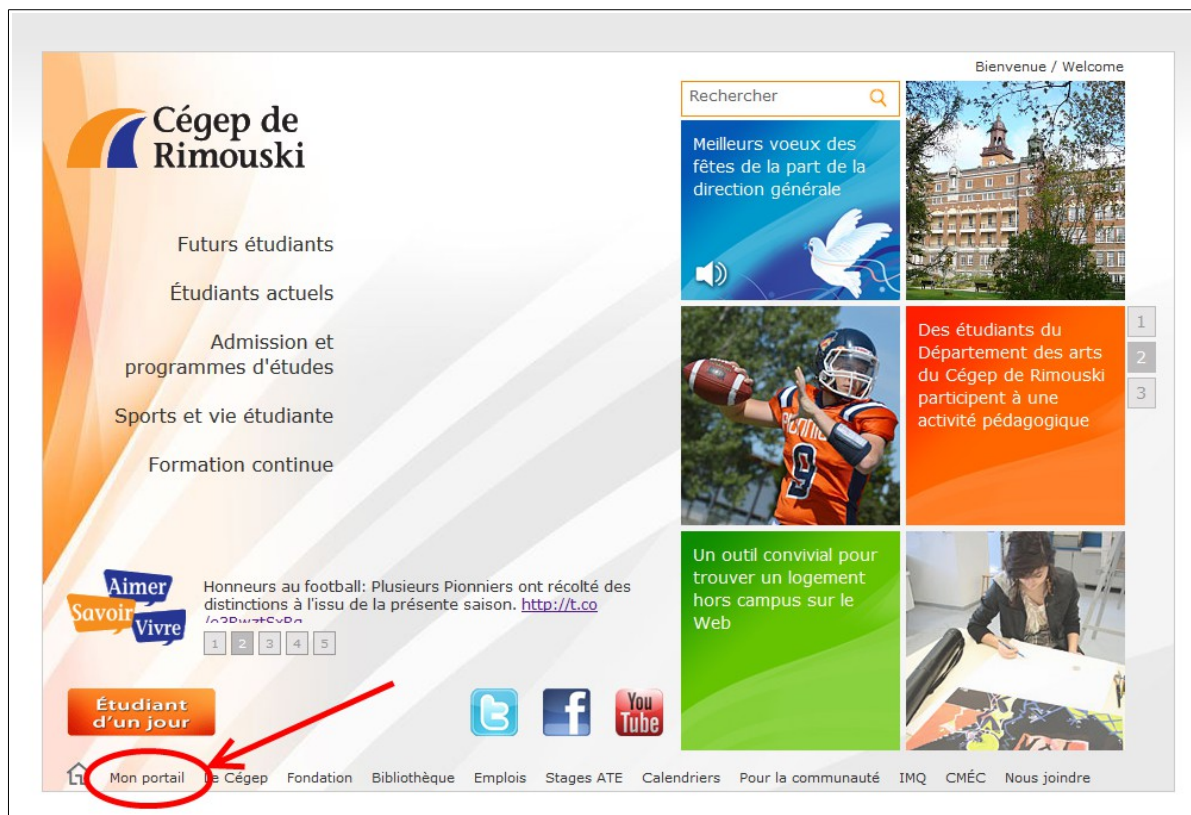 Bienvenue / Welcome
Cégep de
Rimouski
Rechercher
Meilleurs voeux des
fêtes de la part de la
direction générale
Futurs étudiants
Étudiants actuels
Admission et
programmes d'études
Sports et vie étudiante
Formation continue
PIONNIE
9
Des étudiants du
Département des arts
du Cégep de Rimouski
participent à une
activité pédagogique
1
2
3
Un outil convivial pour
trouver un logement
hors campus sur le
Web
Aimer
Savoir
Vivre
Honneurs au football: Plusieurs Pionniers ont récolté des
distinctions à l'issu de la présente saison. http://t.co
1 2 3 4 5
Étudiant
d'un jour
You
Tube
Mon portail Le Cégep Fondation Bibliothèque Emplois Stages ATE Calendriers Pour la communauté IMQ CMÉC Nous joindre